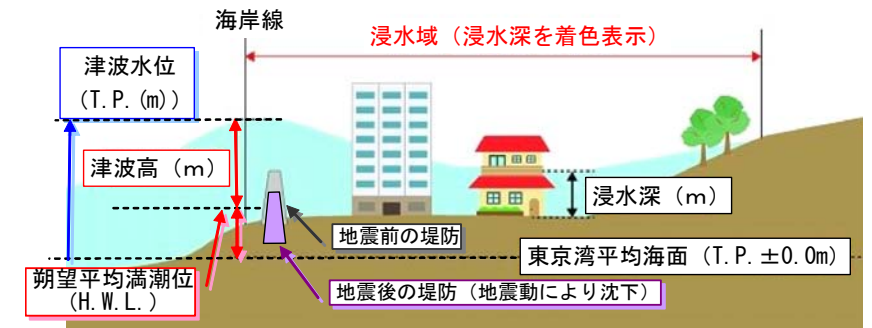 海岸線
浸水域（浸水深を着色表示）
津波水位
（T.P.(m)）
津波高（m）
浸水深（m）
地震前の堤防
東京湾平均海面（T.P.±0.0m）
朔望平均満潮位
（H.W.L.）
地震後の堤防（地震動により沈下）